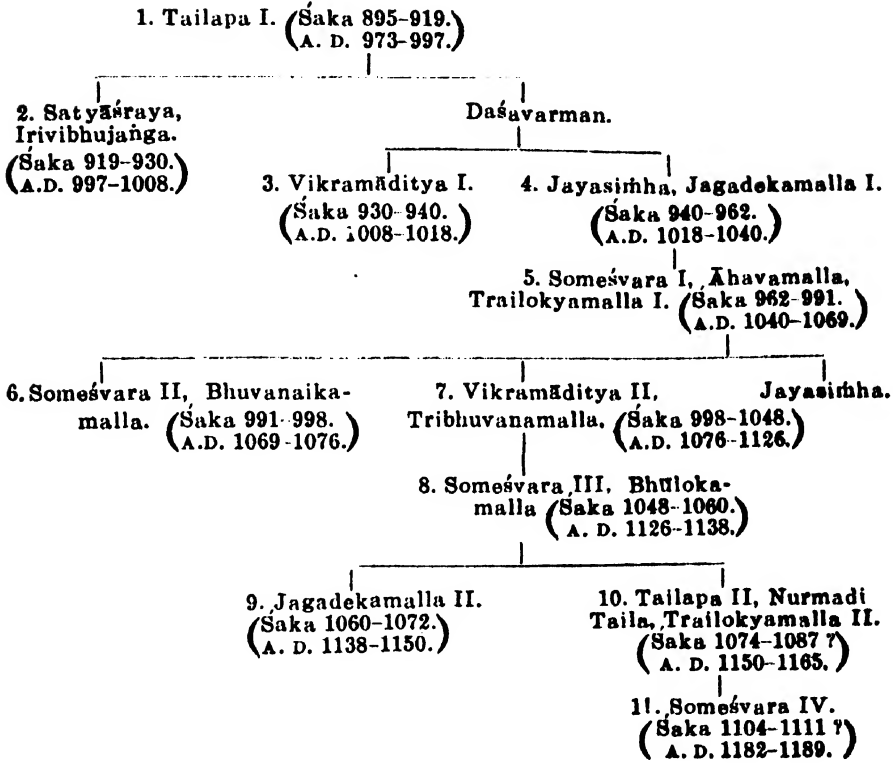 1. Tailapa I. (Śaka 895-919.)
(A. D. 973-997.)
2. Satyāśraya,
Irivibhujaṅga.
(Śaka 919-930.)
(A.D. 997-1008.)
Daśavarman.
3. Vikramāditya I.
(Śaka 930-940.)
(A.D. 1008-1018.)
4. Jayasiṁha, Jagadekamalla I.
(Śaka 940-962.)
(A.D. 1018-1040.)
5. Someśvara I, Āhavamalla,
Trailokyamalla I. (Śaka 962-991.)
(A.D. 1040-1069.)
6. Someśvara II, Bhuvanaika-
malla. (Śaka 991-998.)
(A.D. 1069-1076.)
7. Vikramāditya II,
Tribhuvanamalla, (Śaka 998-1048.)
(A.D. 1076-1126.)
Jayasiṁha.
8. Someśvara III, Bhūloka-
malla (Śaka 1048-1060.)
(A. D. 1126-1138.)
9. Jagadekamalla II.
(Śaka 1060-1072.)
(A. D. 1138-1150.)
10. Tailapa II, Nurmadi
Taila, Trailokyamalla II.
(Śaka 1074-1087 ?)
(A. D. 1150-1165.)
11. Someśvara IV.
(Śaka 1104-1111 ?)
(A. D. 1182-1189.)